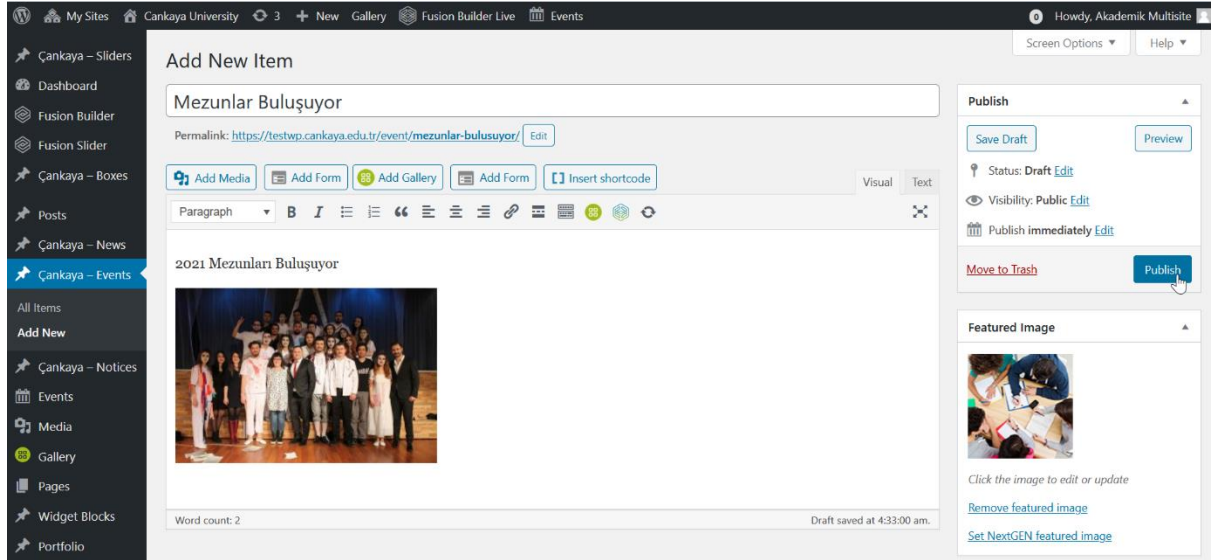 My Sites Cankaya University 3 + New Gallery Fusion Builder Live Events 0 Howdy, Akademik Multisite
Screen Options Help
Çankaya – Sliders
Dashboard
Fusion Builder
Fusion Slider
Çankaya – Boxes
Posts
Çankaya – News
Çankaya – Events
All Items
Add New
Çankaya – Notices
Events
Media
Gallery
Pages
Widget Blocks
Portfolio
Add New Item
Mezunlar Buluşuyor
Permalink: https://testwp.cankaya.edu.tr/event/mezunlar-bulusuyor/ Edit
Add Media Add Form Add Gallery Add Form [ ] Insert shortcode Visual Text
Paragraph B I
2021 Mezunları Buluşuyor
Word count: 2 Draft saved at 4:33:00 am.
Publish
Save Draft Preview
Status: Draft Edit
Visibility: Public Edit
Publish immediately Edit
Move to Trash Publish
Featured Image
Click the image to edit or update
Remove featured image
Set NextGEN featured image